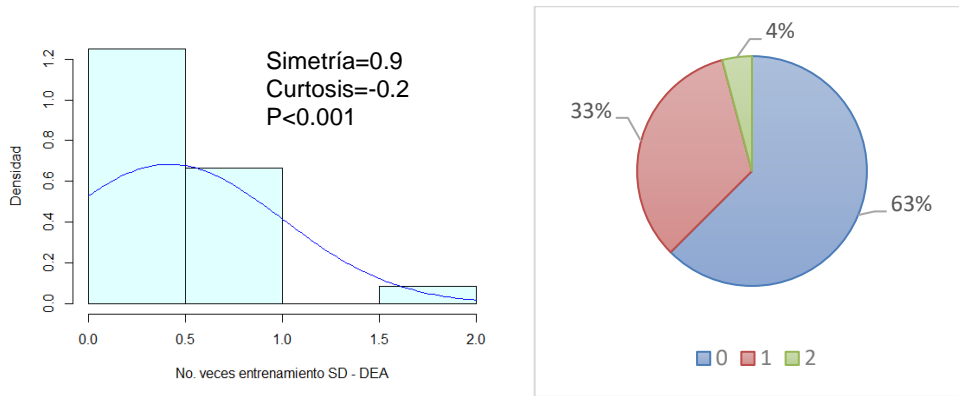 Simetría=0.9
Curtosis=-0.2
P<0.001
Densidad
0.0
0.2
0.4
0.6
0.8
1.0
1.2
0.0 0.5 1.0 1.5 2.0
No. veces entrenamiento SD - DEA
4%
33%
63%
0 1 2